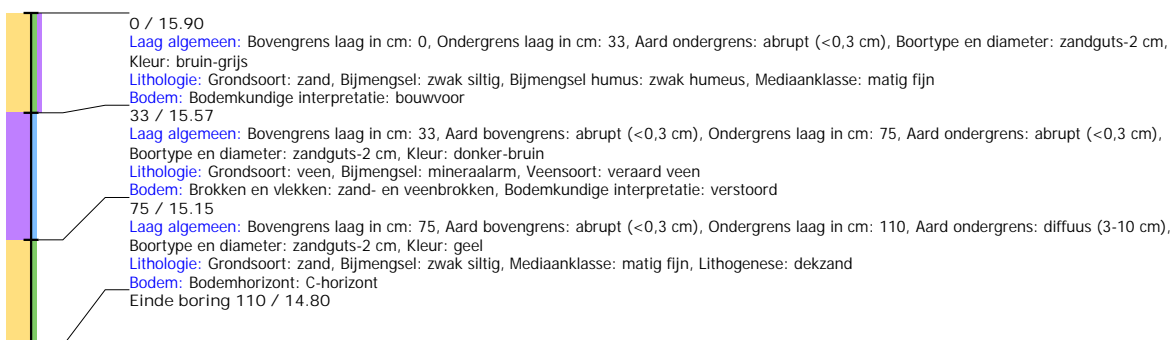 0 / 15.90
Laag algemeen: Bovengrens laag in cm: 0, Ondergrens laag in cm: 33, Aard ondergrens: abrupt (<0,3 cm), Boortype en diameter: zandguts-2 cm,
Kleur: bruin-grijs
Lithologie: Grondsoort: zand, Bijmengsel: zwak siltig, Bijmengsel humus: zwak humeus, Mediaanklasse: matig fijn
Bodem: Bodemkundige interpretatie: bouwvoor
33 / 15.57
Laag algemeen: Bovengrens laag in cm: 33, Aard bovengrens: abrupt (<0,3 cm), Ondergrens laag in cm: 75, Aard ondergrens: abrupt (<0,3 cm),
Boortype en diameter: zandguts-2 cm, Kleur: donker-bruin
Lithologie: Grondsoort: veen, Bijmengsel: mineraalarm, Veensoort: veraard veen
Bodem: Brokken en vlekken: zand- en veenbrokken, Bodemkundige interpretatie: verstoord
75 / 15.15
Laag algemeen: Bovengrens laag in cm: 75, Aard bovengrens: abrupt (<0,3 cm), Ondergrens laag in cm: 110, Aard ondergrens: diffuus (3-10 cm),
Boortype en diameter: zandguts-2 cm, Kleur: geel
Lithologie: Grondsoort: zand, Bijmengsel: zwak siltig, Mediaanklasse: matig fijn, Lithogenese: dekzand
Bodem: Bodemhorizont: C-horizont
Einde boring 110 / 14.80